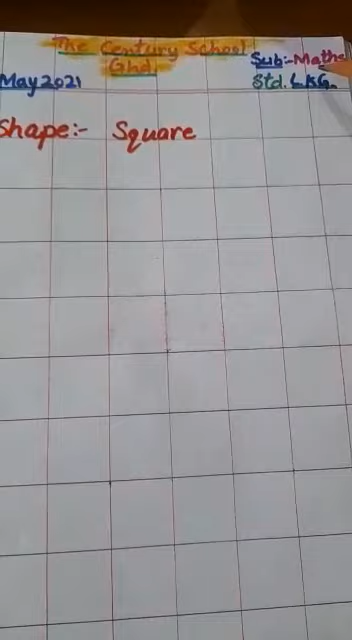 The Century School
Ghd.
Sub:-Maths
May 2021
Std. LKG.
Shape:- Square